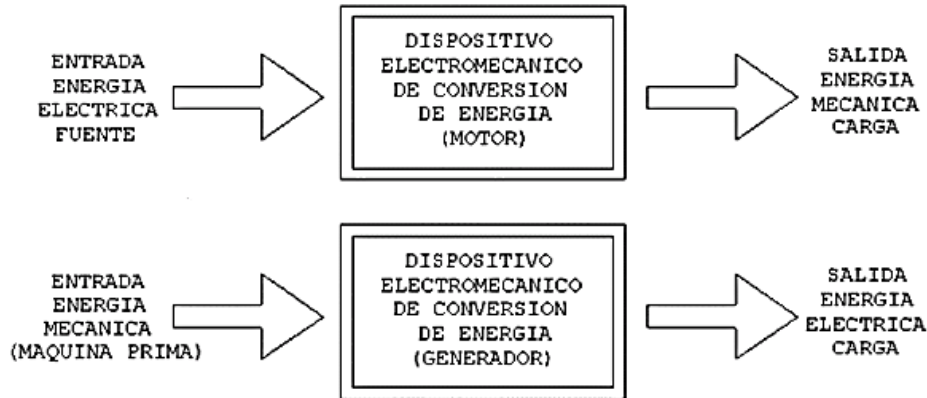 ENTRADA
ENERGIA
ELECTRICA
FUENTE
DISPOSITIVO
ELECTROMECANICO
DE CONVERSION
DE ENERGIA
(MOTOR)
SALIDA
ENERGIA
MECANICA
CARGA
ENTRADA
ENERGIA
MECANICA
(MAQUINA PRIMA)
DISPOSITIVO
ELECTROMECANICO
DE CONVERSION
DE ENERGIA
(GENERADOR)
SALIDA
ENERGIA
ELECTRICA
CARGA